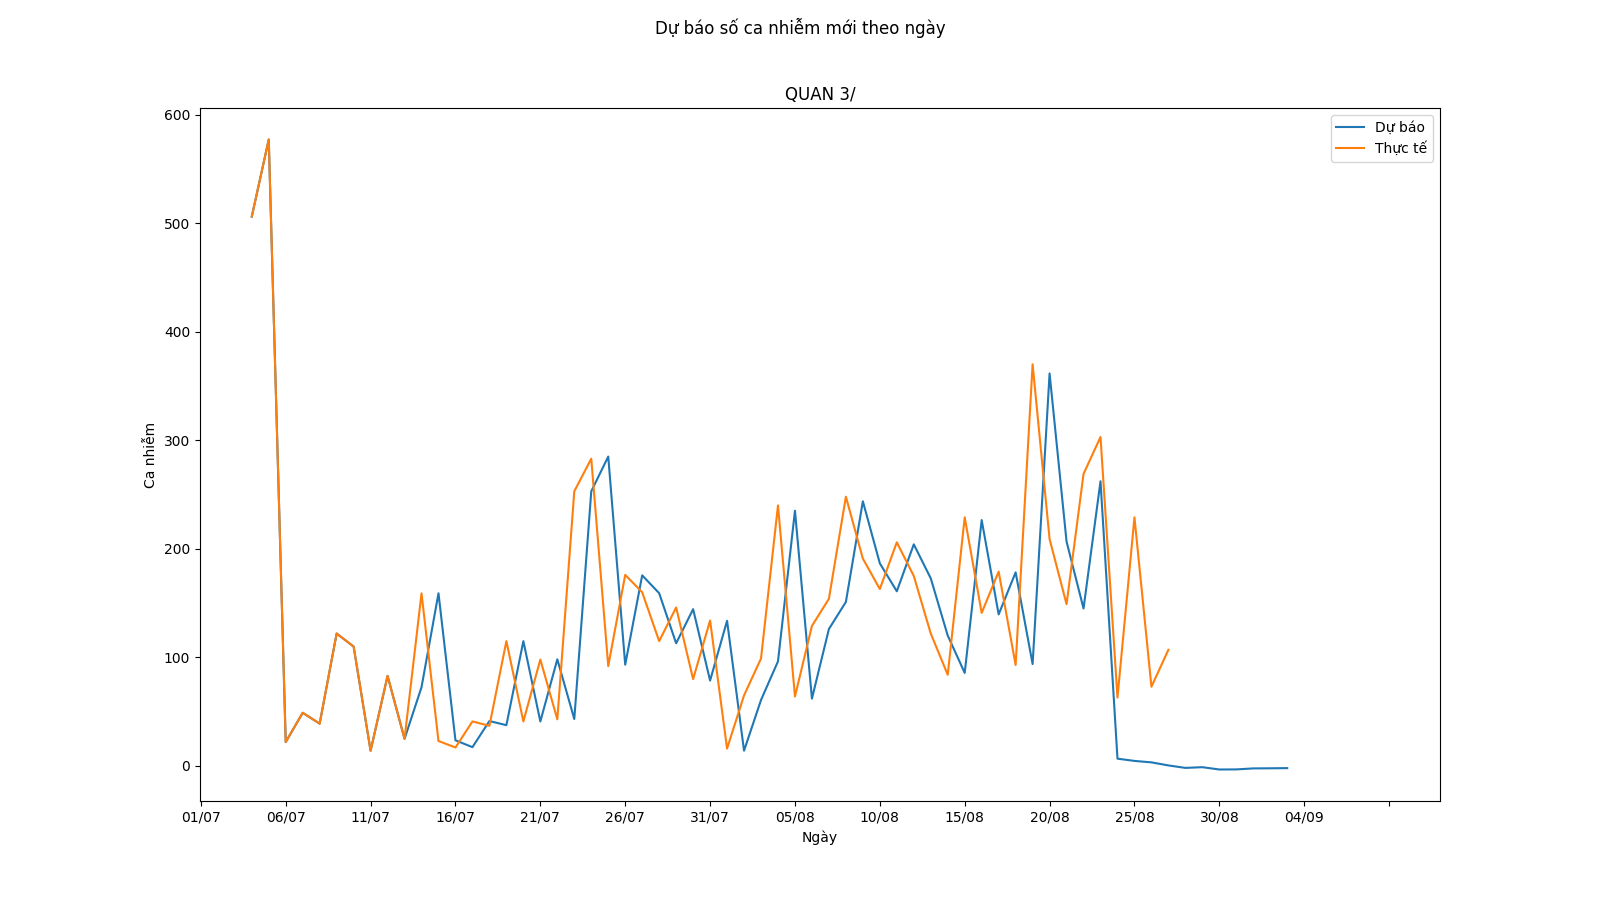 Dự báo số ca nhiễm mới theo ngày
QUAN 3/
Dự báo
Thực tế
600
500
400
300
200
100
0
Ca nhiễm
01/07 06/07 11/07 16/07 21/07 26/07 31/07 05/08 10/08 15/08 20/08 25/08 30/08 04/09
Ngày